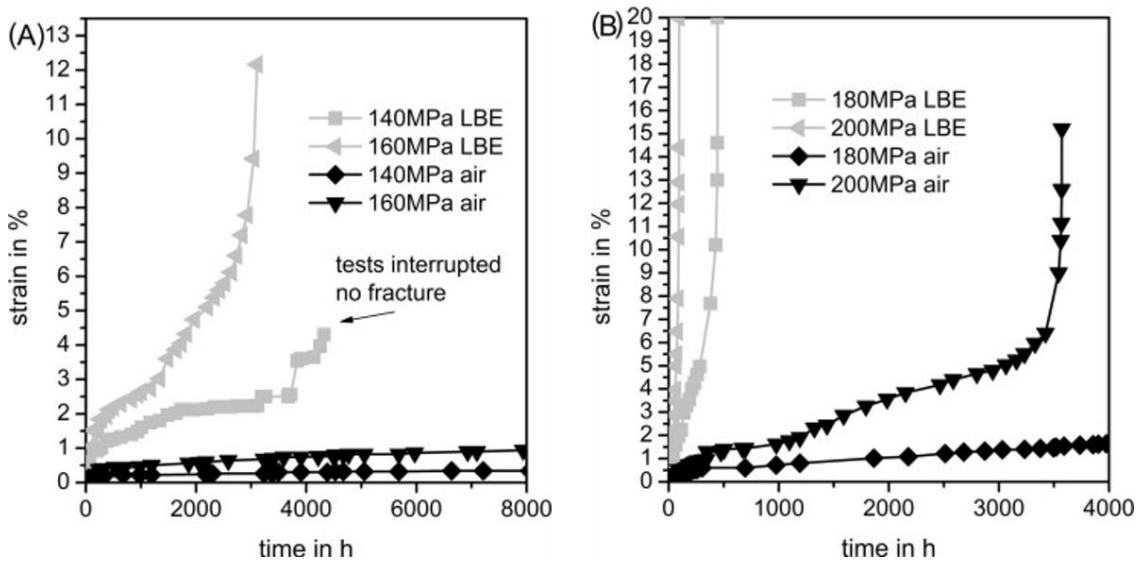 (A)
13
12
11
10
9
8
7
6
5
4
3
2
1
0
strain in %
140MPa LBE
160MPa LBE
140MPa air
160MPa air
tests interrupted
no fracture
0 2000 4000 6000 8000
time in h
(B)
20
19
18
17
16
15
14
13
12
11
10
9
8
7
6
5
4
3
2
1
0
strain in %
180MPa LBE
200MPa LBE
180MPa air
200MPa air
0 1000 2000 3000 4000
time in h